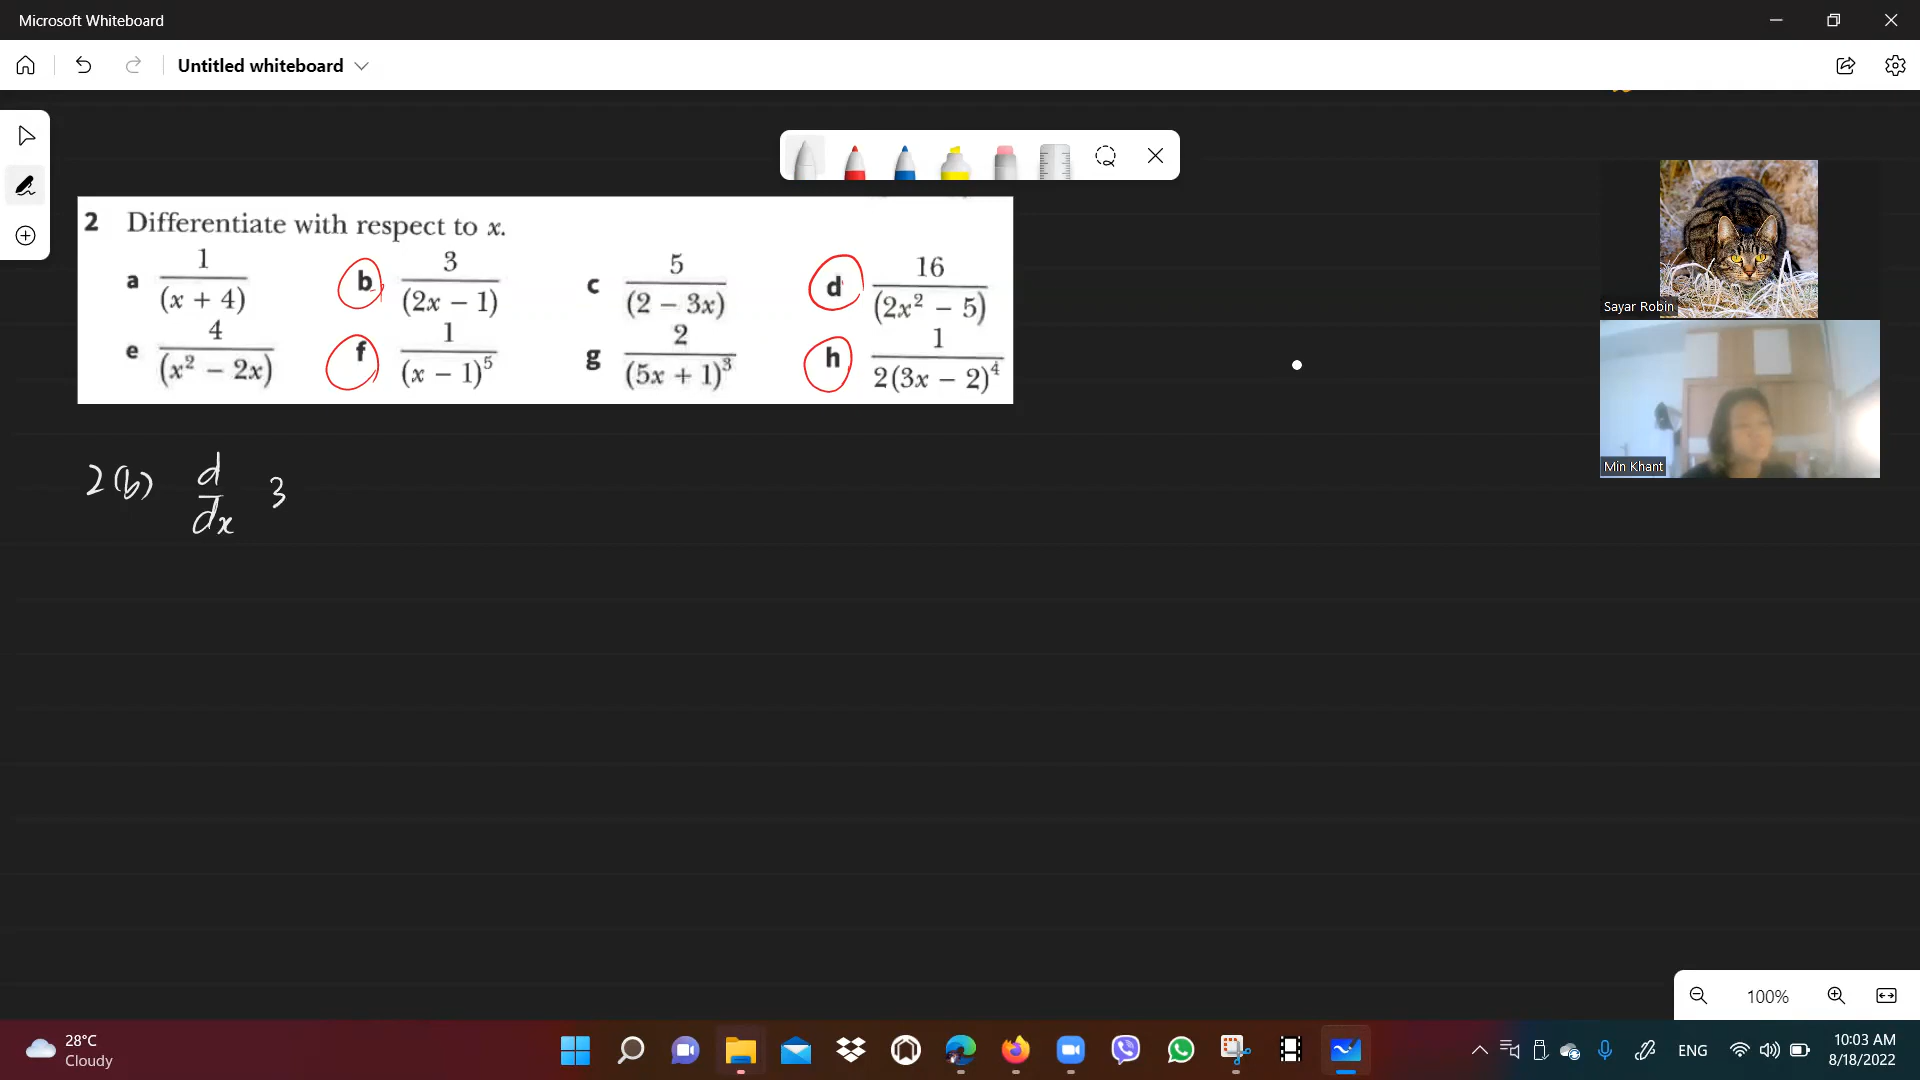 Microsoft Whiteboard
Untitled whiteboard
2 Differentiate with respect to x.
a 1/(x + 4) b 3/(2x − 1) c 5/(2 − 3x) d 16/(2x² − 5)
e 4/(x² − 2x) f 1/(x − 1)⁵ g 2/(5x + 1)³ h 1/2(3x − 2)⁴
Sayar Robin
Min Khant
2(b) d/dx 3
100%
28°C
Cloudy
ENG
10:03 AM
8/18/2022